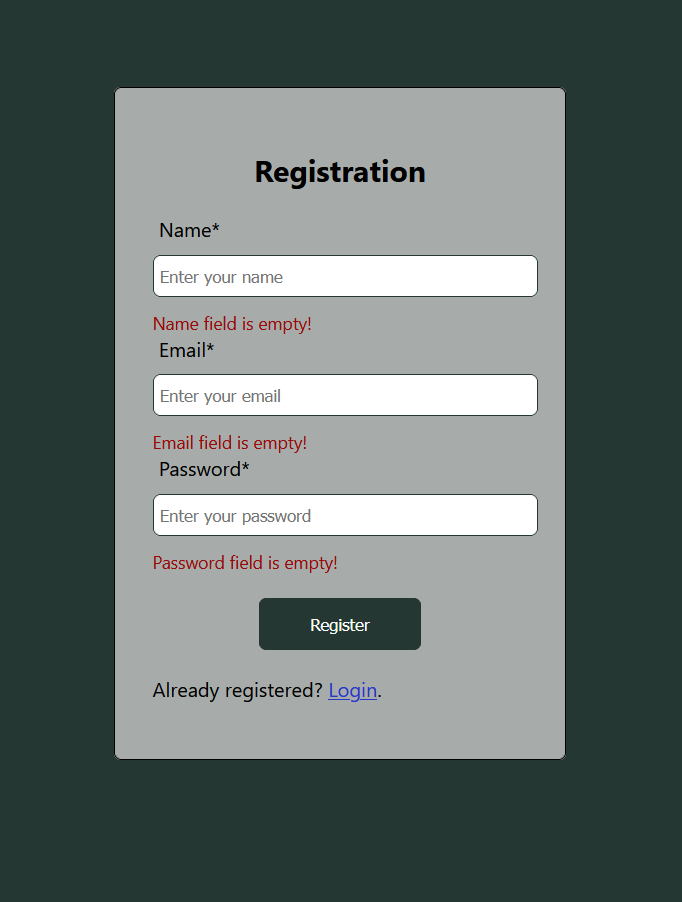 Registration
Name*
Enter your name
Name field is empty!
Email*
Enter your email
Email field is empty!
Password*
Enter your password
Password field is empty!
Register
Already registered? Login.